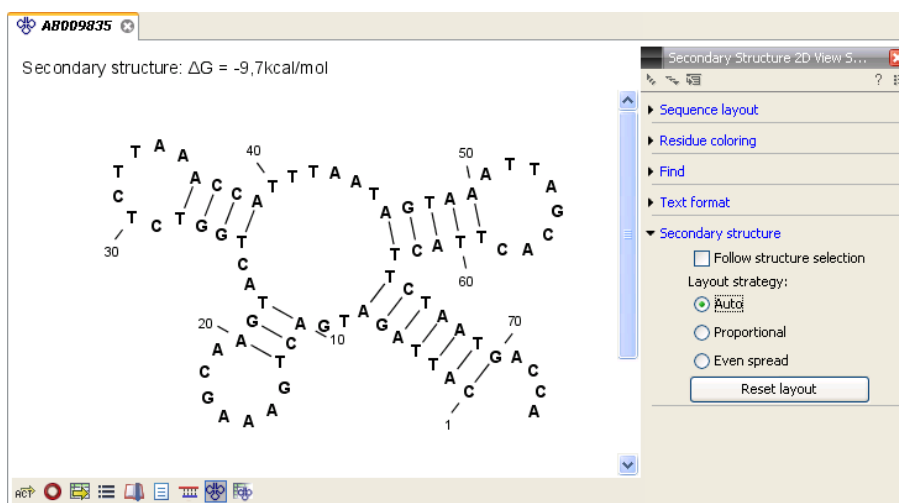 AB009835
Secondary structure: ΔG = -9,7kcal/mol
CATTAGATGACTGAAAGCAAGTACTGGTCTCTTAAACCATTTAATAGTAAATTAGCACTTACTTCTAATGACCA
1
10
20
30
40
50
60
70
Secondary Structure 2D View S...
?
Sequence layout
Residue coloring
Find
Text format
Secondary structure
Follow structure selection
Layout strategy:
Auto
Proportional
Even spread
Reset layout
ACT